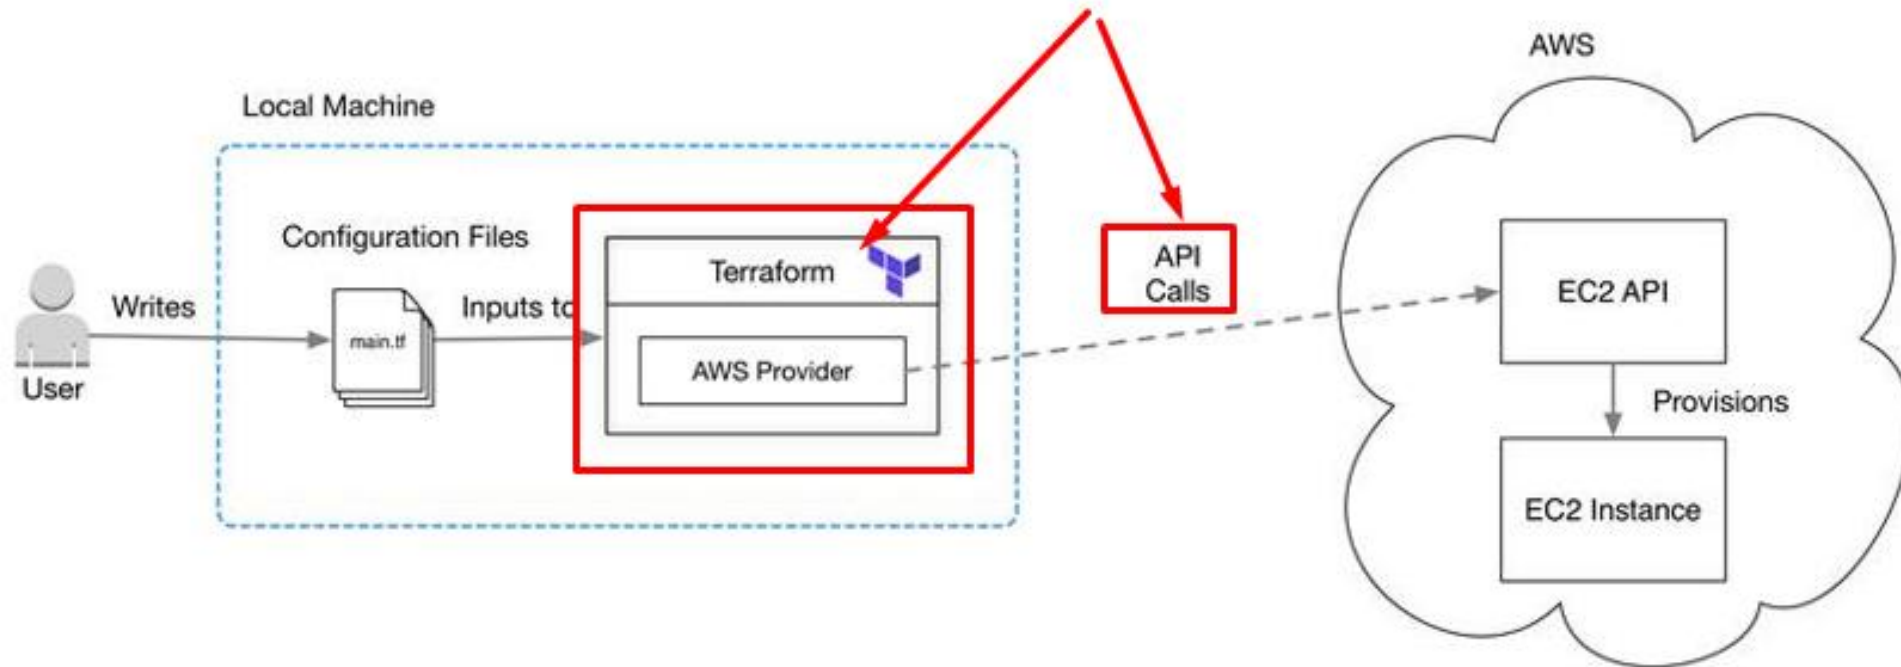 AWS
Local Machine
Configuration Files
Terraform
API
Calls
EC2 API
Writes
Inputs to
main.tf
AWS Provider
User
Provisions
EC2 Instance